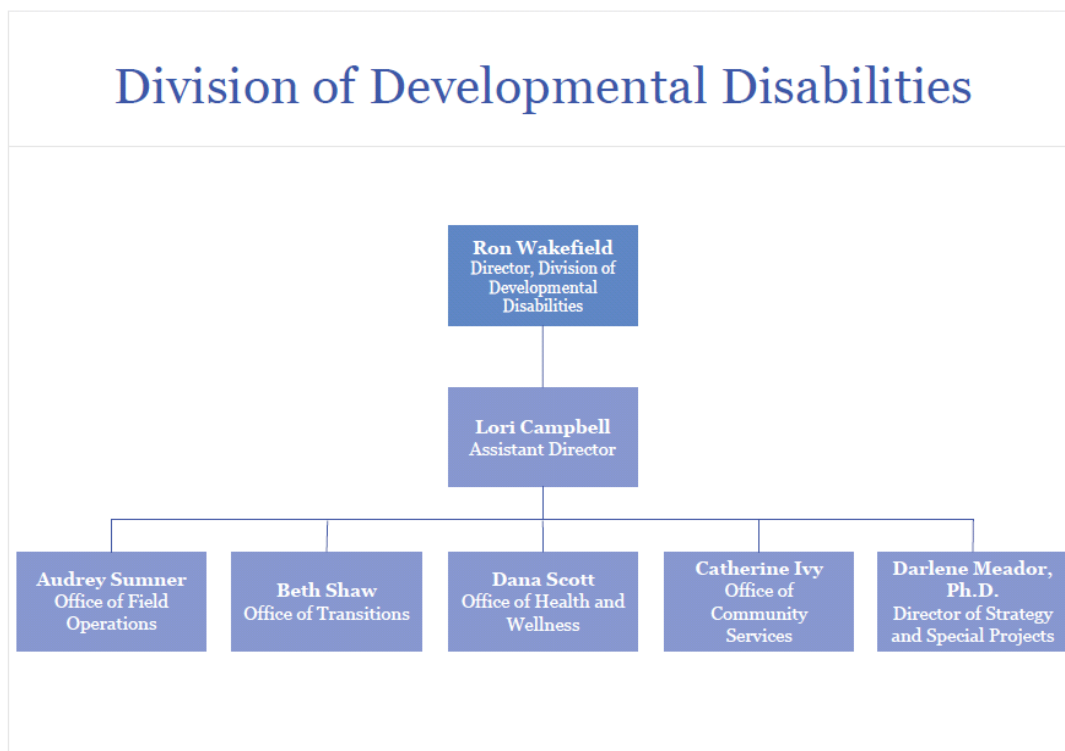 Division of Developmental Disabilities
Ron Wakefield
Director, Division of
Developmental
Disabilities
Lori Campbell
Assistant Director
Audrey Sumner
Office of Field
Operations
Beth Shaw
Office of Transitions
Dana Scott
Office of Health and
Wellness
Catherine Ivy
Office of
Community
Services
Darlene Meador,
Ph.D.
Director of Strategy
and Special Projects